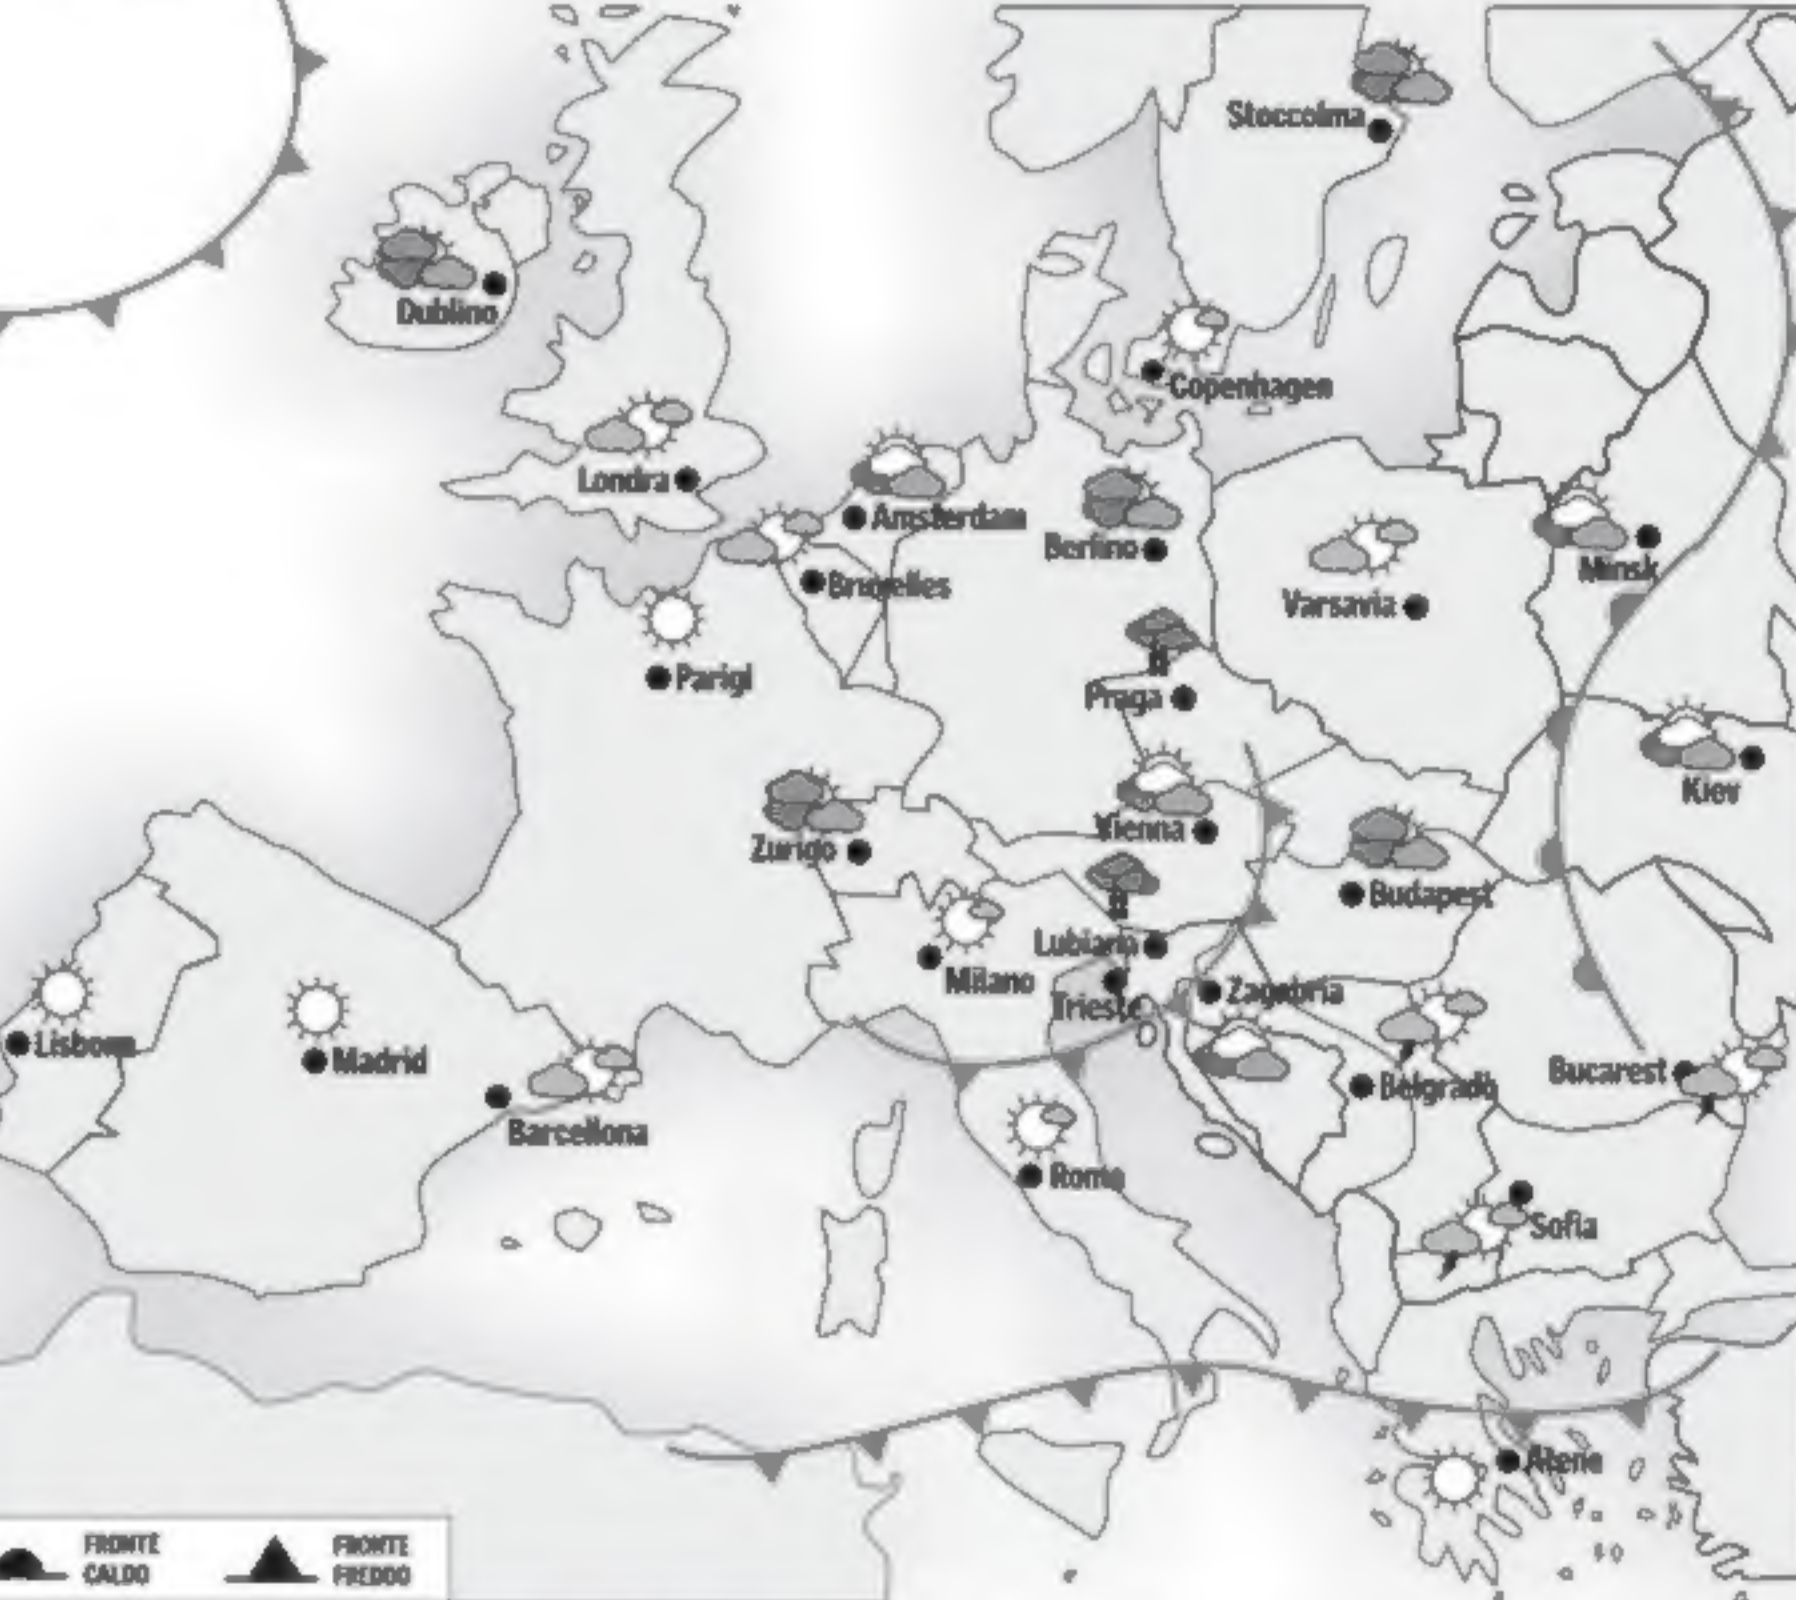 Stoccolma
Dublino
Copenhagen
Londra
Amsterdam
Berlino
Minsk
Bruxelles
Varsavia
Parigi
Praga
Kiev
Vienna
Zurigo
Budapest
Lubiana
Milano
Zagabria
Trieste
Lisbona
Madrid
Bucarest
Belgrado
Barcellona
Roma
Sofia
Atene
FRONTE
CALDO
FRONTE
FREDDO